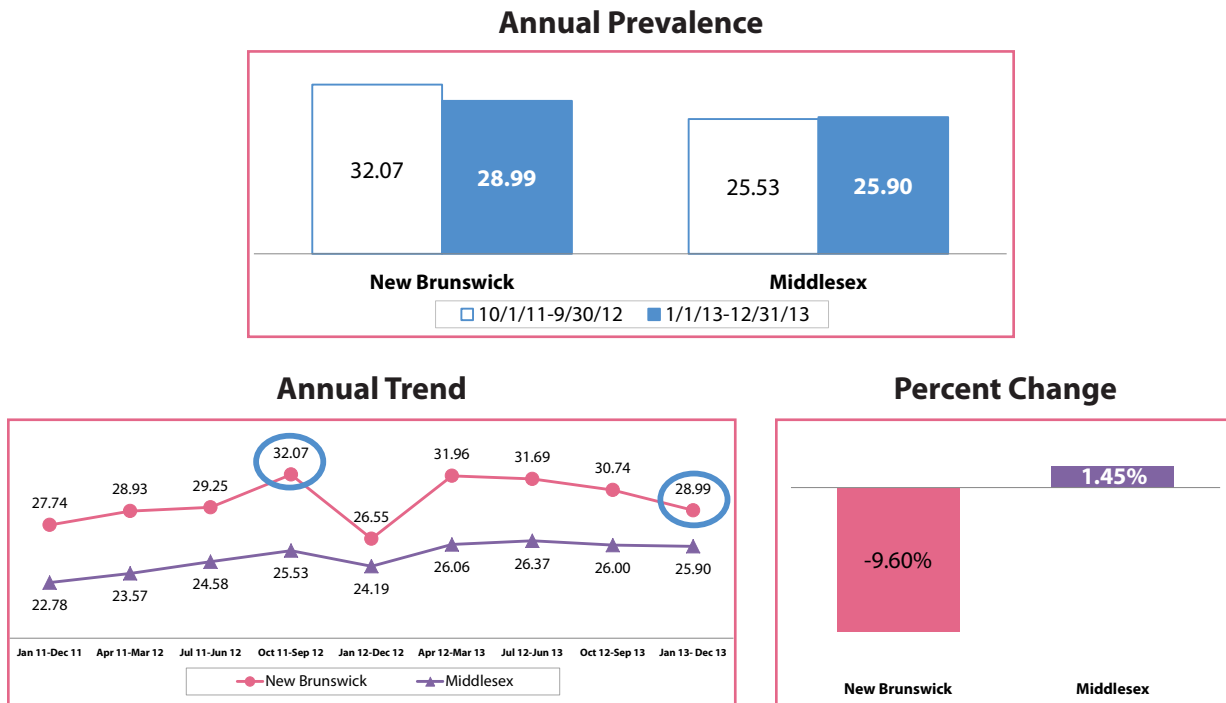 Annual Prevalence
32.07
28.99
25.53
25.90
New Brunswick
Middlesex
10/1/11-9/30/12
1/1/13-12/31/13
Annual Trend
27.74
28.93
29.25
32.07
26.55
31.96
31.69
30.74
28.99
22.78
23.57
24.58
25.53
24.19
26.06
26.37
26.00
25.90
Jan 11-Dec 11
Apr 11-Mar 12
Jul 11-Jun 12
Oct 11-Sep 12
Jan 12-Dec 12
Apr 12-Mar 13
Jul 12-Jun 13
Oct 12-Sep 13
Jan 13- Dec 13
New Brunswick
Middlesex
Percent Change
1.45%
-9.60%
New Brunswick
Middlesex